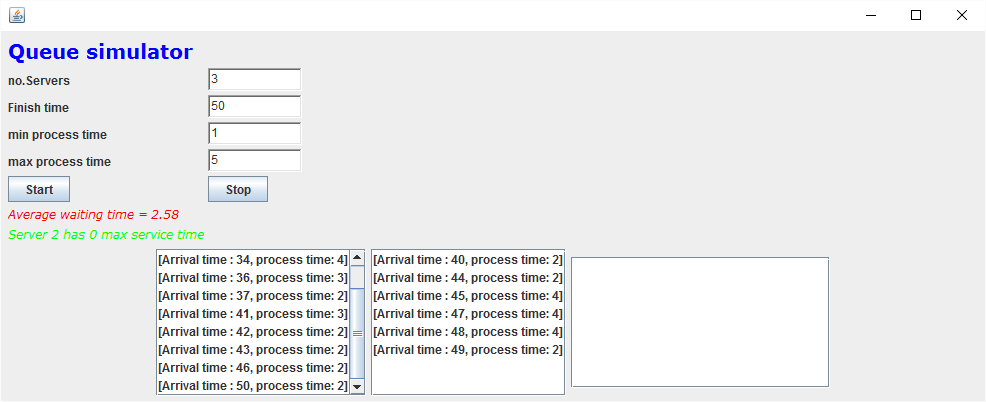 Queue simulator
no.Servers 3
Finish time 50
min process time 1
max process time 5
Start Stop
Average waiting time = 2.58
Server 2 has 0 max service time
[Arrival time : 34, process time: 4]
[Arrival time : 36, process time: 3]
[Arrival time : 37, process time: 2]
[Arrival time : 41, process time: 3]
[Arrival time : 42, process time: 2]
[Arrival time : 43, process time: 2]
[Arrival time : 46, process time: 2]
[Arrival time : 50, process time: 2]
[Arrival time : 40, process time: 2]
[Arrival time : 44, process time: 2]
[Arrival time : 45, process time: 4]
[Arrival time : 47, process time: 4]
[Arrival time : 48, process time: 4]
[Arrival time : 49, process time: 2]